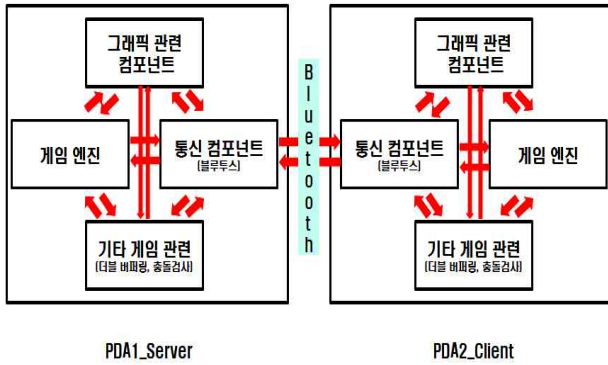 그래픽 관련
컴포넌트
게임 엔진
통신 컴포넌트
(블루투스)
기타 게임 관련
(더블 버퍼링, 충돌검사)
PDA1_Server
Bluetooth
그래픽 관련
컴포넌트
통신 컴포넌트
(블루투스)
게임 엔진
기타 게임 관련
(더블 버퍼링, 충돌검사)
PDA2_Client